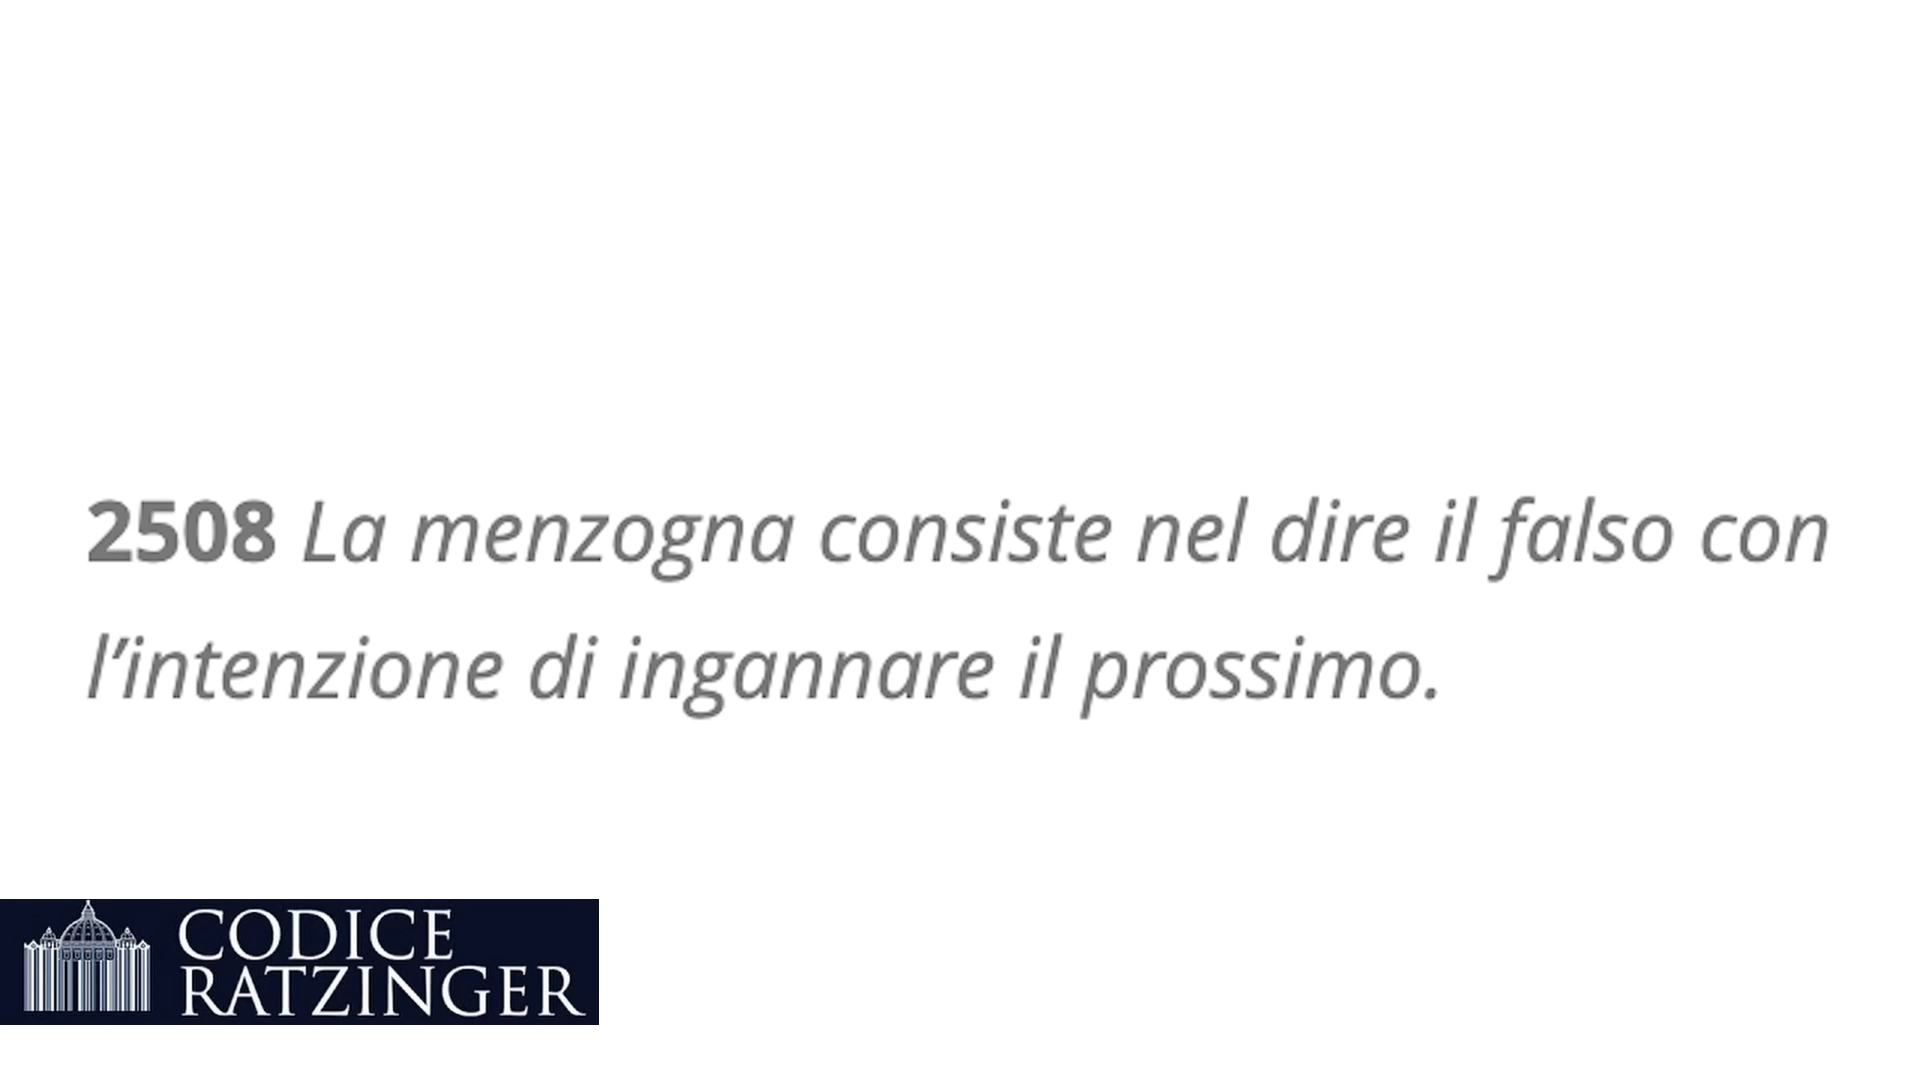 2508 La menzogna consiste nel dire il falso con
l’intenzione di ingannare il prossimo.
CODICE
RATZINGER